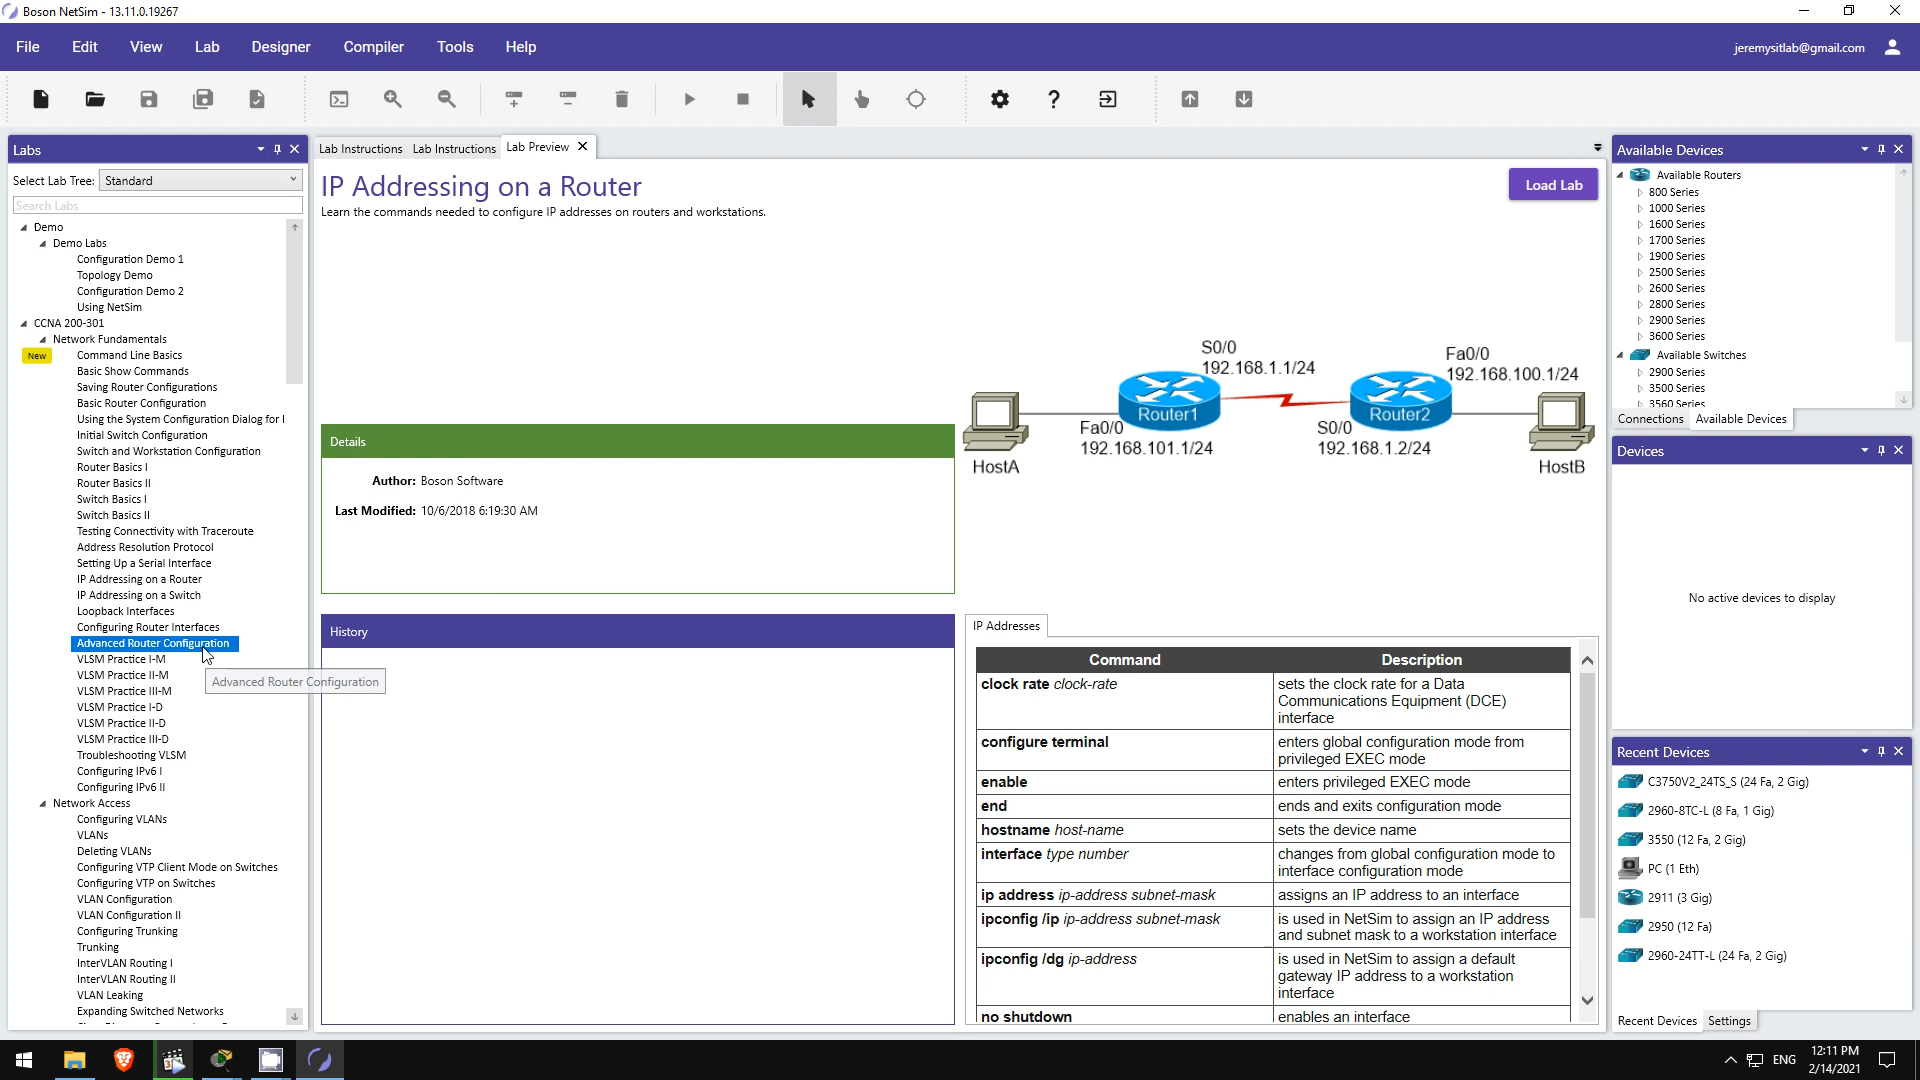 Boson NetSim - 13.11.0.19267
File Edit View Lab Designer Compiler Tools Help
jeremysitlab@gmail.com
Labs
Select Lab Tree: Standard
Search Labs
Demo
Demo Labs
Configuration Demo 1
Topology Demo
Configuration Demo 2
Using NetSim
CCNA 200-301
Network Fundamentals
New Command Line Basics
Basic Show Commands
Saving Router Configurations
Basic Router Configuration
Using the System Configuration Dialog for I
Initial Switch Configuration
Switch and Workstation Configuration
Router Basics I
Router Basics II
Switch Basics I
Switch Basics II
Testing Connectivity with Traceroute
Address Resolution Protocol
Setting Up a Serial Interface
IP Addressing on a Router
IP Addressing on a Switch
Loopback Interfaces
Configuring Router Interfaces
Advanced Router Configuration
VLSM Practice I-M
VLSM Practice II-M
Advanced Router Configuration
VLSM Practice III-M
VLSM Practice I-D
VLSM Practice II-D
VLSM Practice III-D
Troubleshooting VLSM
Configuring IPv6 I
Configuring IPv6 II
Network Access
Configuring VLANs
VLANs
Deleting VLANs
Configuring VTP Client Mode on Switches
Configuring VTP on Switches
VLAN Configuration
VLAN Configuration II
Configuring Trunking
Trunking
InterVLAN Routing I
InterVLAN Routing II
VLAN Leaking
Expanding Switched Networks
Lab Instructions Lab Instructions Lab Preview
IP Addressing on a Router
Load Lab
Learn the commands needed to configure IP addresses on routers and workstations.
Details
Author: Boson Software
Last Modified: 10/6/2018 6:19:30 AM
History
S0/0
192.168.1.1/24
Fa0/0
192.168.100.1/24
Router1
Router2
Fa0/0
192.168.101.1/24
S0/0
192.168.1.2/24
HostA
HostB
IP Addresses
Command Description
clock rate clock-rate
sets the clock rate for a Data
Communications Equipment (DCE)
interface
configure terminal
enters global configuration mode from
privileged EXEC mode
enable
enters privileged EXEC mode
end
ends and exits configuration mode
hostname host-name
sets the device name
interface type number
changes from global configuration mode to
interface configuration mode
ip address ip-address subnet-mask
assigns an IP address to an interface
ipconfig /ip ip-address subnet-mask
is used in NetSim to assign an IP address
and subnet mask to a workstation interface
ipconfig /dg ip-address
is used in NetSim to assign a default
gateway IP address to a workstation
interface
no shutdown
enables an interface
Available Devices
Available Routers
800 Series
1000 Series
1600 Series
1700 Series
1900 Series
2500 Series
2600 Series
2800 Series
2900 Series
3600 Series
Available Switches
2900 Series
3500 Series
3560 Series
Connections Available Devices
Devices
No active devices to display
Recent Devices
C3750V2_24TS_S (24 Fa, 2 Gig)
2960-8TC-L (8 Fa, 1 Gig)
3550 (12 Fa, 2 Gig)
PC (1 Eth)
2911 (3 Gig)
2950 (12 Fa)
2960-24TT-L (24 Fa, 2 Gig)
Recent Devices Settings
ENG
12:11 PM
2/14/2021